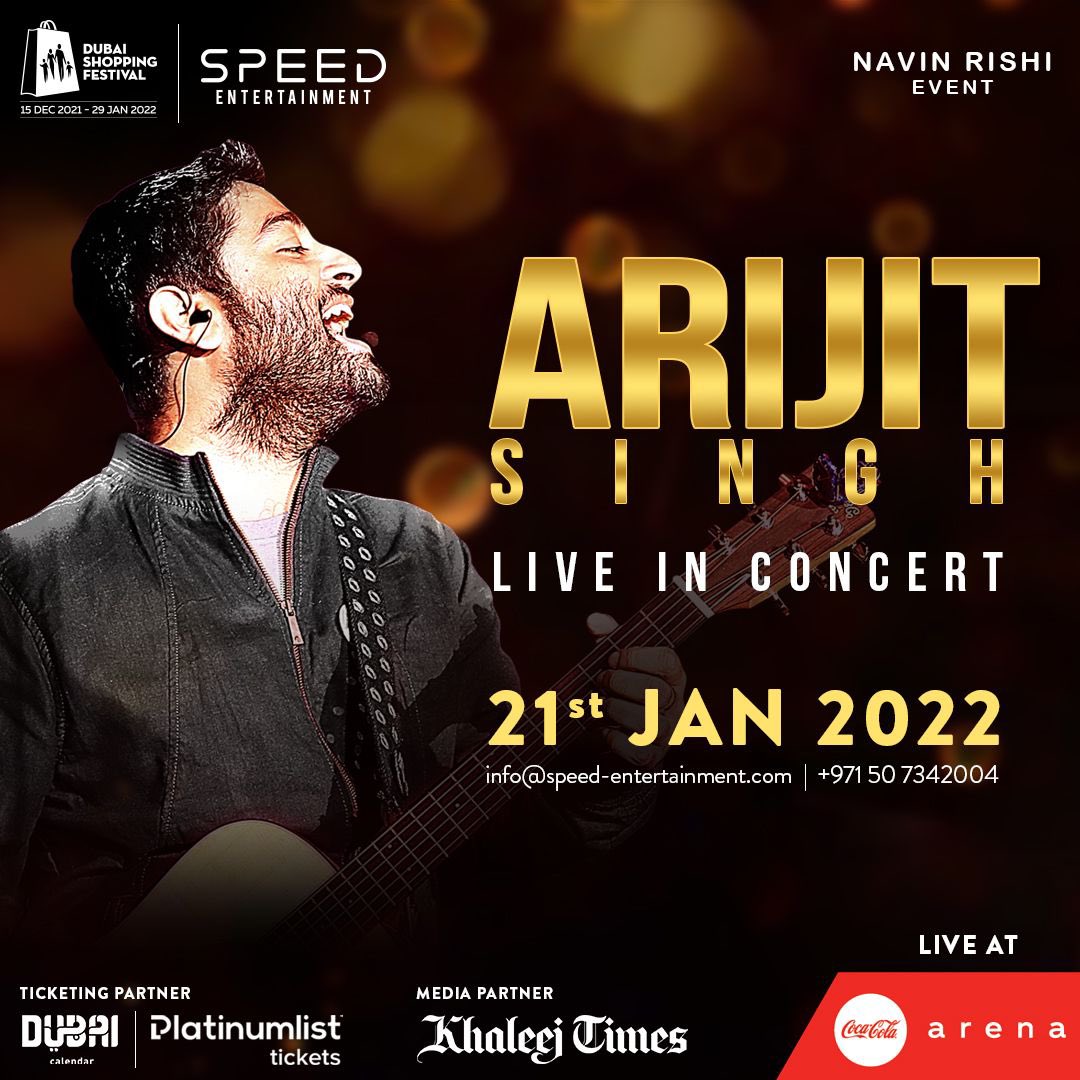 DUBAI
SHOPPING
FESTIVAL
15 DEC 2021 - 29 JAN 2022
SPEED
ENTERTAINMENT
NAVIN RISHI
EVENT
ARIJIT
SINGH
LIVE IN CONCERT
21st JAN 2022
info@speed-entertainment.com | +971 50 7342004
LIVE AT
Coca-Cola arena
TICKETING PARTNER
DUBAI
calendar
Platinumlist
tickets
MEDIA PARTNER
Khaleej Times